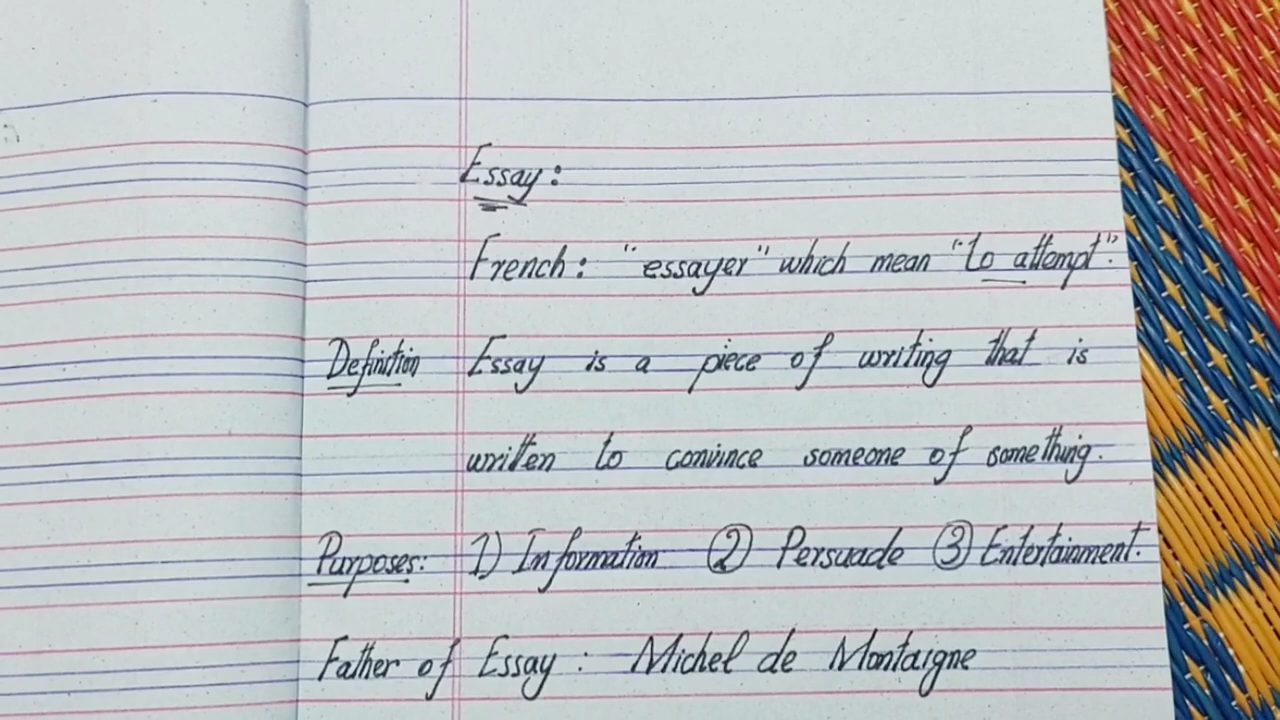 Essay:
French: "essayer" which mean "to attempt".
Definition Essay is a piece of writing that is
written to convince someone of something.
Purposes: 1) Information ② Persuade ③ Entertainment.
Father of Essay : Michel de Montaigne